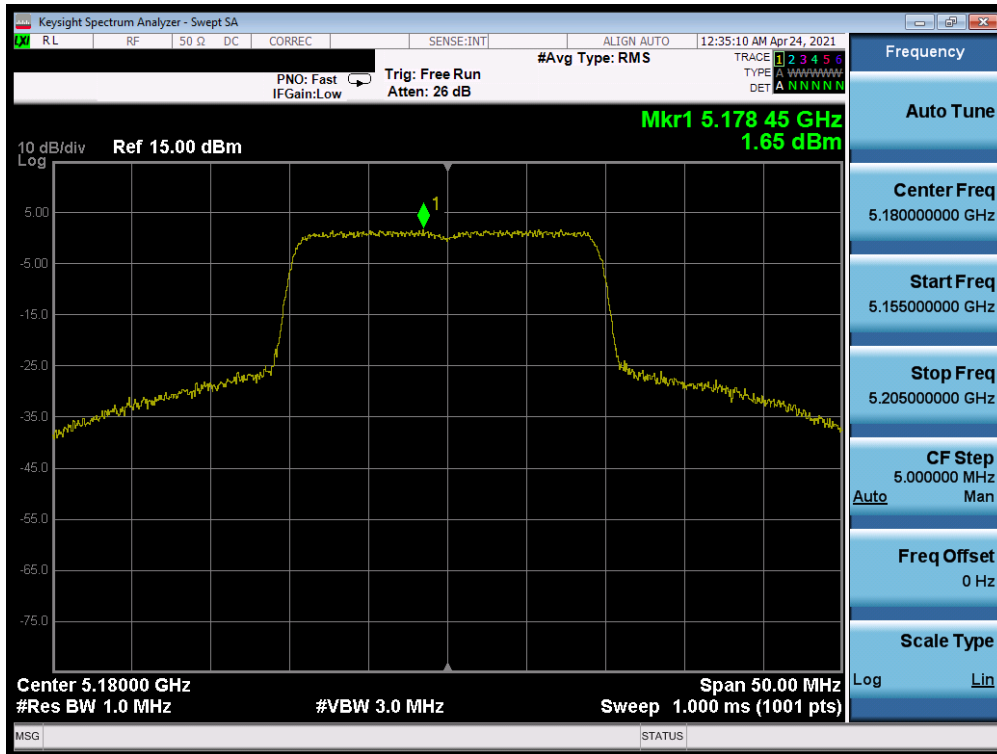 Keysight Spectrum Analyzer - Swept SA
LXI RL RF 50 Ω DC CORREC SENSE:INT ALIGN AUTO 12:35:10 AM Apr 24, 2021
PNO: Fast
IFGain:Low
Trig: Free Run
Atten: 26 dB
#Avg Type: RMS
TRACE 1 2 3 4 5 6
TYPE A WWWWW
DET A N N N N N
Mkr1 5.178 45 GHz
1.65 dBm
10 dB/div
Log
Ref 15.00 dBm
1
5.00
-5.00
-15.0
-25.0
-35.0
-45.0
-55.0
-65.0
-75.0
Center 5.18000 GHz
Span 50.00 MHz
#Res BW 1.0 MHz
#VBW 3.0 MHz
Sweep 1.000 ms (1001 pts)
MSG
STATUS
Frequency
Auto Tune
Center Freq
5.180000000 GHz
Start Freq
5.155000000 GHz
Stop Freq
5.205000000 GHz
CF Step
5.000000 MHz
Auto Man
Freq Offset
0 Hz
Scale Type
Log Lin